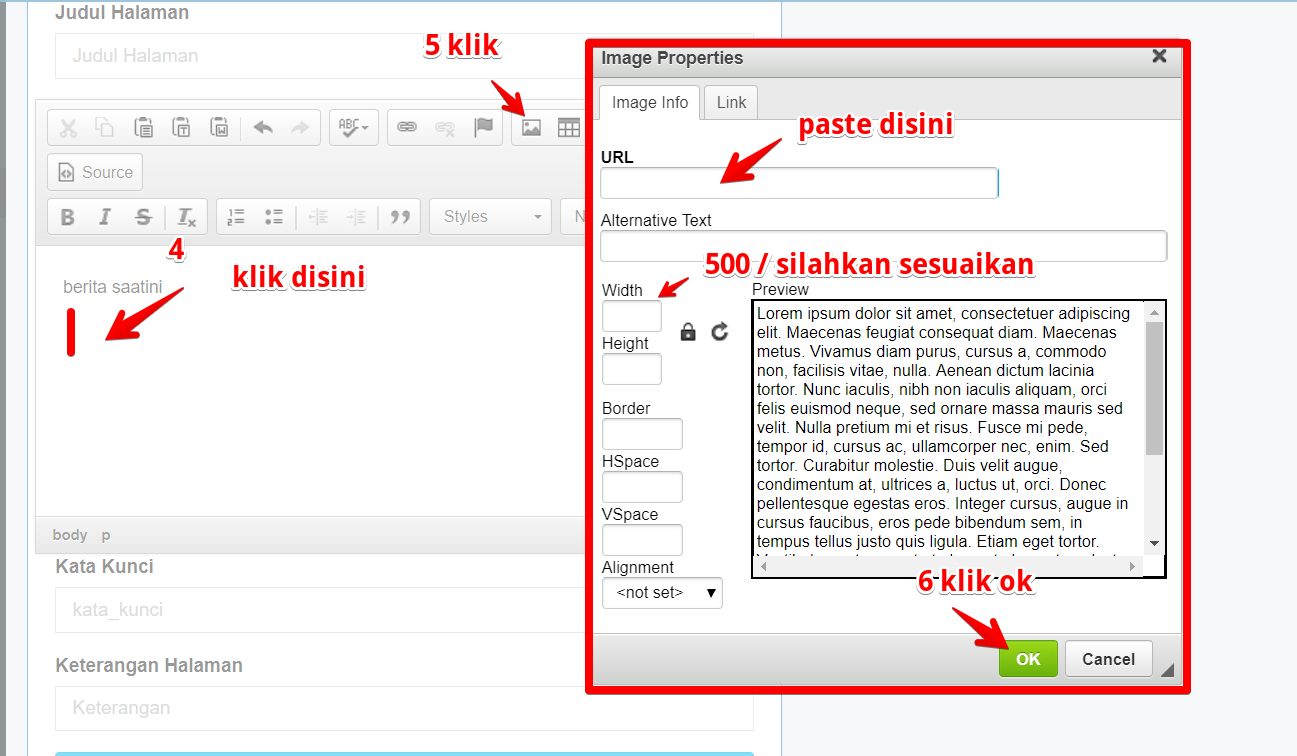 Judul Halaman
Judul Halaman
5 klik
ABC
Source
B I S Tx
Styles
N
4
klik disini
berita saatini
body p
Kata Kunci
kata_kunci
Keterangan Halaman
Keterangan
Image Properties
Image Info Link
paste disini
URL
Alternative Text
500 / silahkan sesuaikan
Width
Height
Border
HSpace
VSpace
Alignment
<not set>
Preview
Lorem ipsum dolor sit amet, consectetuer adipiscing
elit. Maecenas feugiat consequat diam. Maecenas
metus. Vivamus diam purus, cursus a, commodo
non, facilisis vitae, nulla. Aenean dictum lacinia
tortor. Nunc iaculis, nibh non iaculis aliquam, orci
felis euismod neque, sed ornare massa mauris sed
velit. Nulla pretium mi et risus. Fusce mi pede,
tempor id, cursus ac, ullamcorper nec, enim. Sed
tortor. Curabitur molestie. Duis velit augue,
condimentum at, ultrices a, luctus ut, orci. Donec
pellentesque egestas eros. Integer cursus, augue in
cursus faucibus, eros pede bibendum sem, in
tempus tellus justo quis ligula. Etiam eget tortor.
6 klik ok
OK Cancel